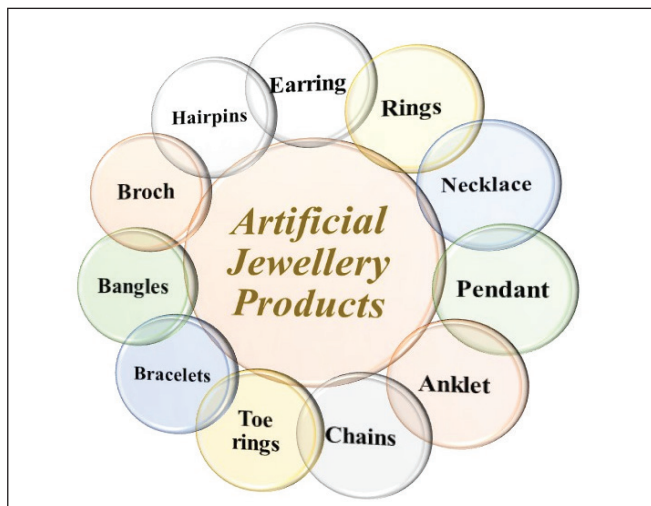 Earring
Rings
Necklace
Pendant
Anklet
Chains
Toe
rings
Bracelets
Bangles
Broch
Hairpins
Artificial
Jewellery
Products